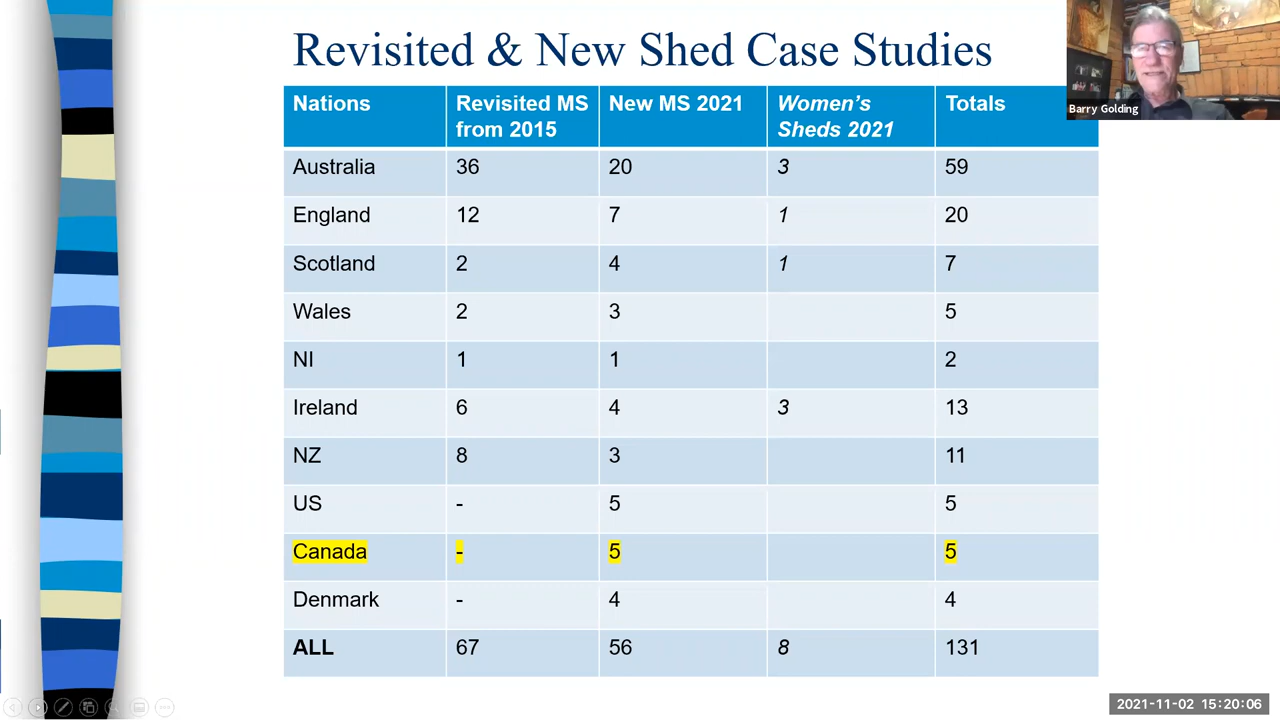 Revisited & New Shed Case Studies
Barry Golding
Nations Revisited MS from 2015 New MS 2021 Women's Sheds 2021 Totals
Australia 36 20 3 59
England 12 7 1 20
Scotland 2 4 1 7
Wales 2 3 5
NI 1 1 2
Ireland 6 4 3 13
NZ 8 3 11
US - 5 5
Canada - 5 5
Denmark - 4 4
ALL 67 56 8 131
2021-11-02 15:20:06